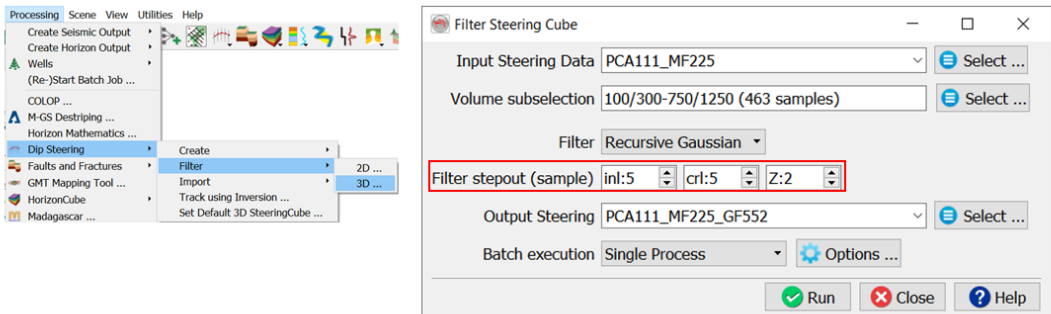 Processing Scene View Utilities Help
Create Seismic Output
Create Horizon Output
Wells
(Re-)Start Batch Job ...
COLOP ...
M-GS Destriping ...
Horizon Mathematics ...
Dip Steering
Faults and Fractures
GMT Mapping Tool ...
HorizonCube
Madagascar ...
Create
Filter
Import
Track using Inversion ...
Set Default 3D SteeringCube ...
2D ...
3D ...
Filter Steering Cube
Input Steering Data PCA111_MF225 Select ...
Volume subselection 100/300-750/1250 (463 samples) Select ...
Filter Recursive Gaussian
Filter stepout (sample) inl:5 crl:5 Z:2
Output Steering PCA111_MF225_GF552 Select ...
Batch execution Single Process Options ...
Run Close Help